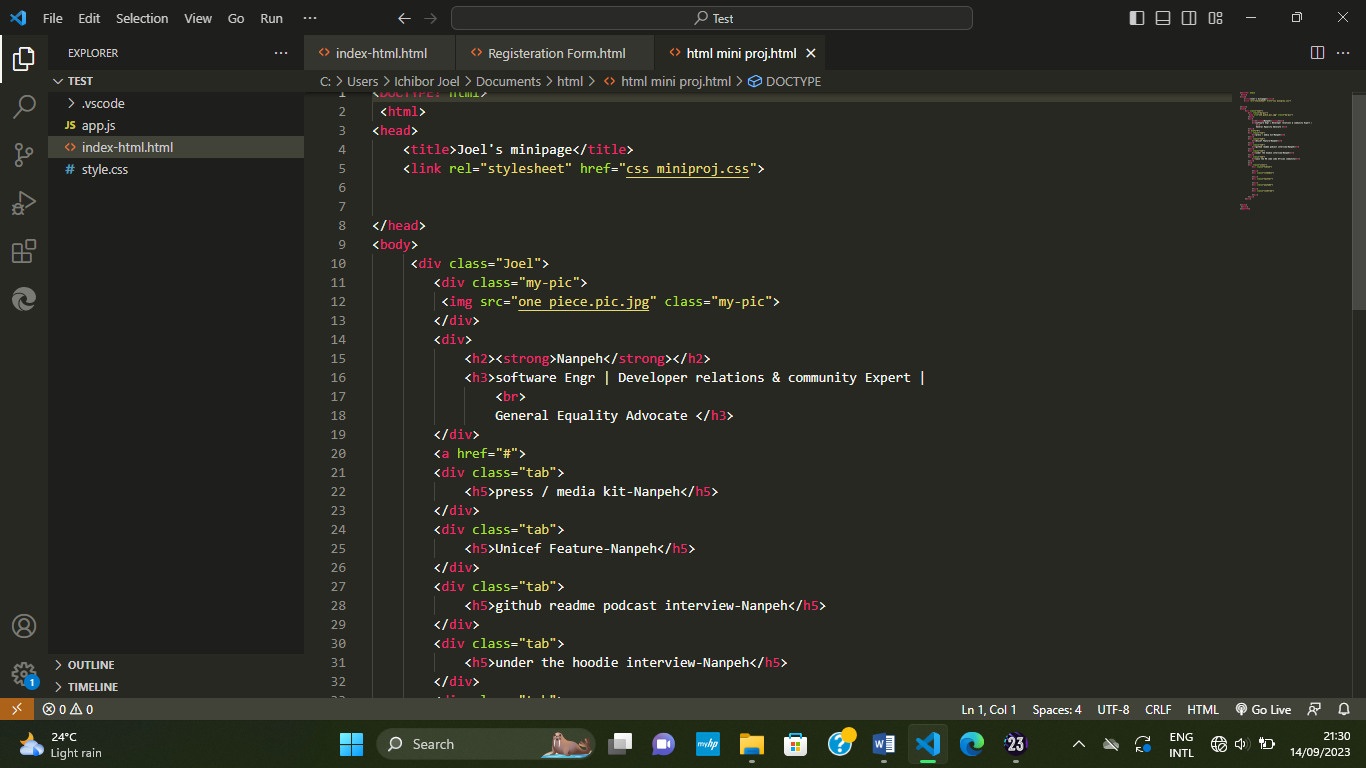 File Edit Selection View Go Run ··· Test
EXPLORER ···
index-html.html Registeration Form.html html mini proj.html
TEST
C: > Users > Ichibor Joel > Documents > html > html mini proj.html > DOCTYPE
.vscode
JS app.js
index-html.html
# style.css
OUTLINE
TIMELINE
1 <DOCTYPE! html>
2 <html>
3 <head>
4 <title>Joel's minipage</title>
5 <link rel="stylesheet" href="css miniproj.css">
6
7
8 </head>
9 <body>
10 <div class="Joel">
11 <div class="my-pic">
12 <img src="one piece.pic.jpg" class="my-pic">
13 </div>
14 <div>
15 <h2><strong>Nanpeh</strong></h2>
16 <h3>software Engr | Developer relations & community Expert |
17 <br>
18 General Equality Advocate </h3>
19 </div>
20 <a href="#">
21 <div class="tab">
22 <h5>press / media kit-Nanpeh</h5>
23 </div>
24 <div class="tab">
25 <h5>Unicef Feature-Nanpeh</h5>
26 </div>
27 <div class="tab">
28 <h5>github readme podcast interview-Nanpeh</h5>
29 </div>
30 <div class="tab">
31 <h5>under the hoodie interview-Nanpeh</h5>
32 </div>
33 <div class="tab">
1
0 0 Ln 1, Col 1 Spaces: 4 UTF-8 CRLF HTML Go Live
24°C
Light rain
Search
my hp
23
ENG
INTL
21:30
14/09/2023